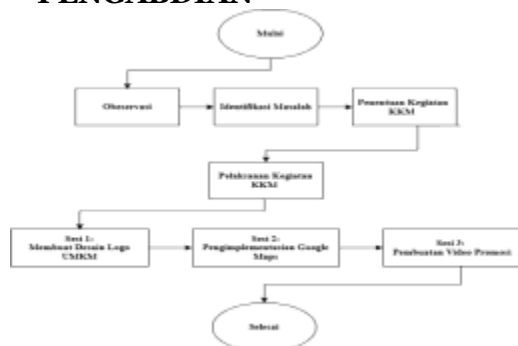 PENGABDIAN
Mulai
Observasi
Identifikasi Masalah
Penentuan Kegiatan
KKM
Pelaksanaan Kegiatan
KKM
Sesi 1:
Membuat Desain Logo
UMKM
Sesi 2:
Pengimplementasian Google
Maps
Sesi 3:
Pembuatan Video Promosi
Selesai